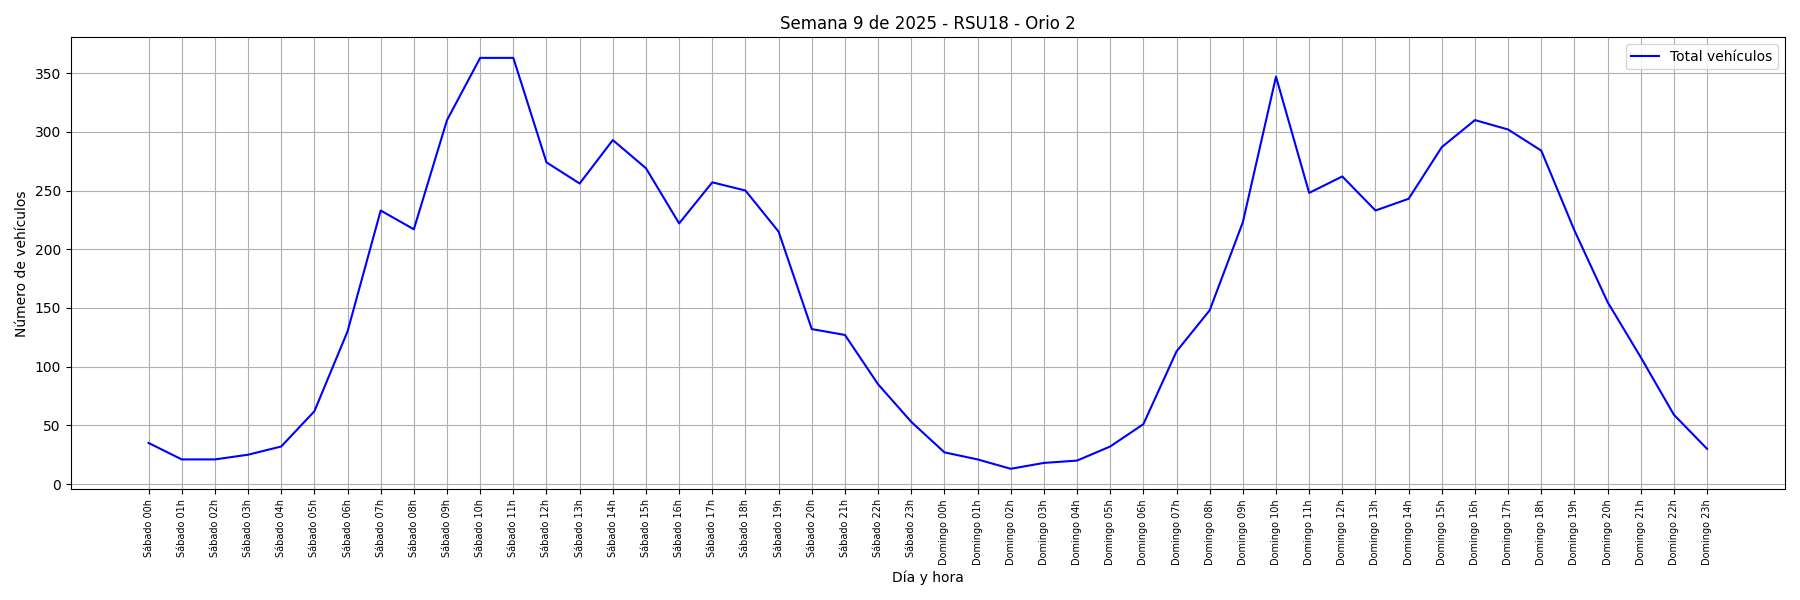 Semana 9 de 2025 - RSU18 - Orio 2
Total vehículos
Número de vehículos
350
300
250
200
150
100
50
0
Sábado 00h
Sábado 01h
Sábado 02h
Sábado 03h
Sábado 04h
Sábado 05h
Sábado 06h
Sábado 07h
Sábado 08h
Sábado 09h
Sábado 10h
Sábado 11h
Sábado 12h
Sábado 13h
Sábado 14h
Sábado 15h
Sábado 16h
Sábado 17h
Sábado 18h
Sábado 19h
Sábado 20h
Sábado 21h
Sábado 22h
Sábado 23h
Domingo 00h
Domingo 01h
Domingo 02h
Domingo 03h
Domingo 04h
Domingo 05h
Domingo 06h
Domingo 07h
Domingo 08h
Domingo 09h
Domingo 10h
Domingo 11h
Domingo 12h
Domingo 13h
Domingo 14h
Domingo 15h
Domingo 16h
Domingo 17h
Domingo 18h
Domingo 19h
Domingo 20h
Domingo 21h
Domingo 22h
Domingo 23h
Día y hora